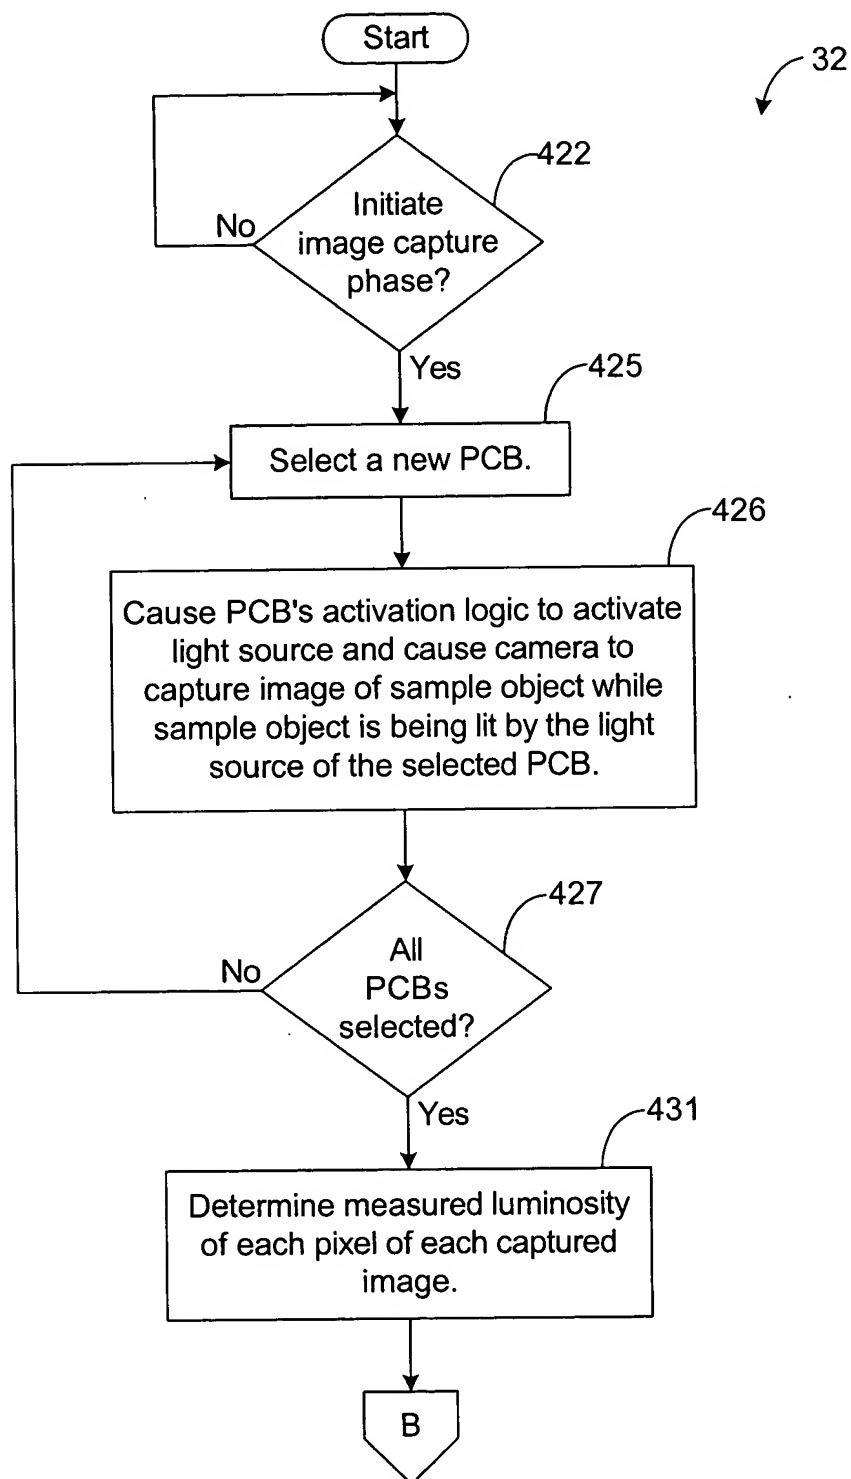 Start
32
422
Initiate
image capture
phase?
No
Yes
425
Select a new PCB.
426
Cause PCB's activation logic to activate
light source and cause camera to
capture image of sample object while
sample object is being lit by the light
source of the selected PCB.
427
All
PCBs
selected?
No
Yes
431
Determine measured luminosity
of each pixel of each captured
image.
B